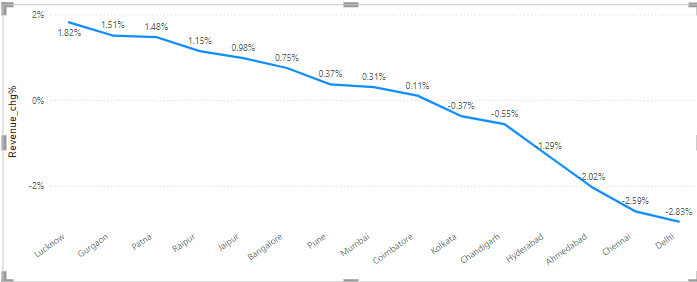 2%
0%
-2%
Revenue_chg%
1.82%
1.51%
1.48%
1.15%
0.98%
0.75%
0.37%
0.31%
0.11%
-0.37%
-0.55%
-1.29%
-2.02%
-2.59%
-2.83%
Lucknow
Gurgaon
Patna
Raipur
Jaipur
Bangalore
Pune
Mumbai
Coimbatore
Kolkata
Chandigarh
Hyderabad
Ahmedabad
Chennai
Delhi